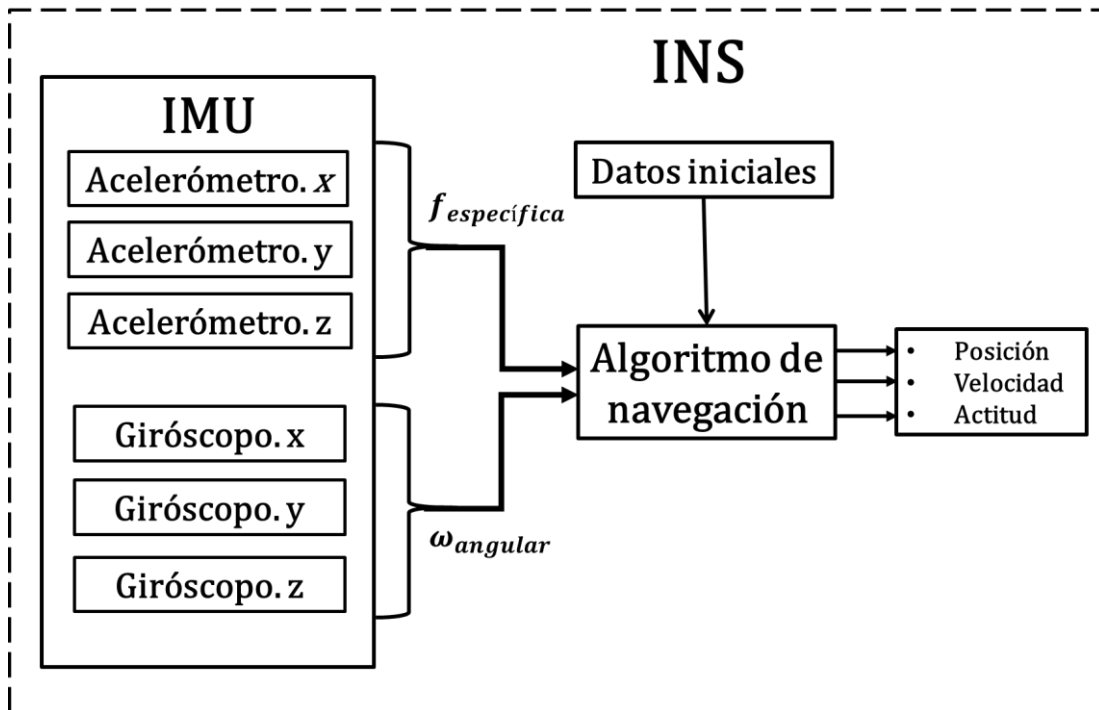 INS
IMU
Acelerómetro. x
Acelerómetro. y
Acelerómetro. z
Giróscopo. x
Giróscopo. y
Giróscopo. z
f específica
ω angular
Datos iniciales
Algoritmo de
navegación
• Posición
• Velocidad
• Actitud